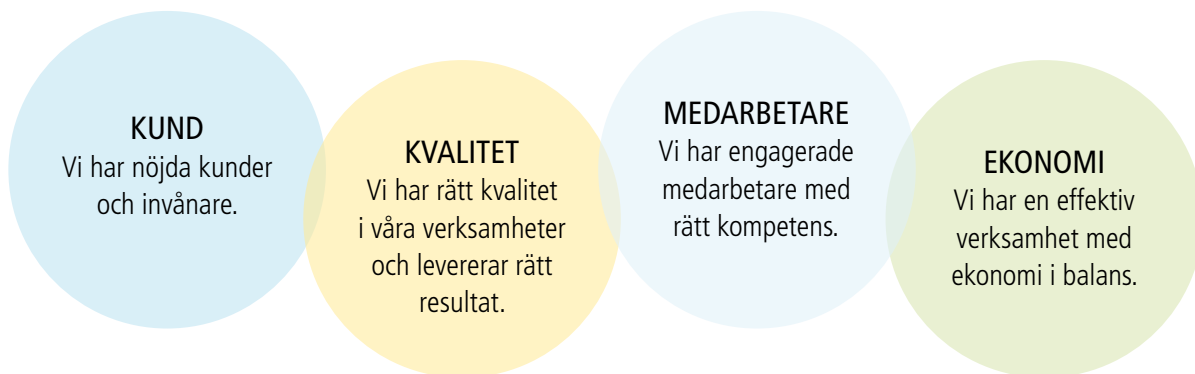 KUND
Vi har nöjda kunder
och invånare.
KVALITET
Vi har rätt kvalitet
i våra verksamheter
och levererar rätt
resultat.
MEDARBETARE
Vi har engagerade
medarbetare med
rätt kompetens.
EKONOMI
Vi har en effektiv
verksamhet med
ekonomi i balans.